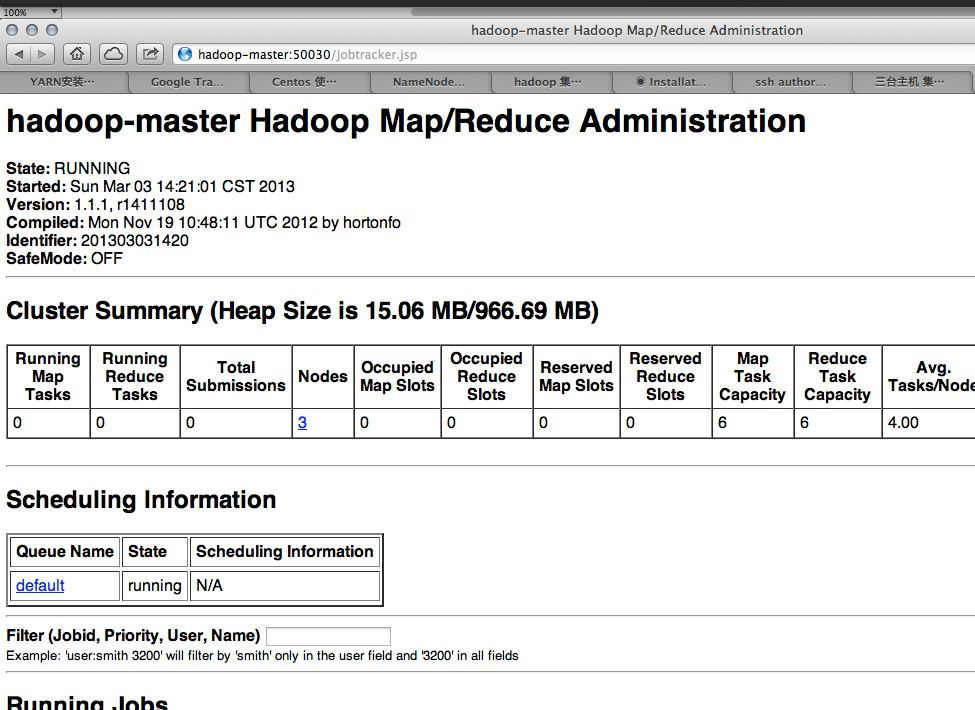 100%
hadoop-master Hadoop Map/Reduce Administration
hadoop-master:50030/jobtracker.jsp
YARN安装··· Google Tra... Centos 使··· NameNode... hadoop 集··· ◉ Installat... ssh author... 三台主机 集···
hadoop-master Hadoop Map/Reduce Administration
State: RUNNING
Started: Sun Mar 03 14:21:01 CST 2013
Version: 1.1.1, r1411108
Compiled: Mon Nov 19 10:48:11 UTC 2012 by hortonfo
Identifier: 201303031420
SafeMode: OFF
Cluster Summary (Heap Size is 15.06 MB/966.69 MB)
Running Map Tasks Running Reduce Tasks Total Submissions Nodes Occupied Map Slots Occupied Reduce Slots Reserved Map Slots Reserved Reduce Slots Map Task Capacity Reduce Task Capacity Avg. Tasks/Node
0 0 0 3 0 0 0 0 6 6 4.00
Scheduling Information
Queue Name State Scheduling Information
default running N/A
Filter (Jobid, Priority, User, Name)
Example: 'user:smith 3200' will filter by 'smith' only in the user field and '3200' in all fields
Running Jobs